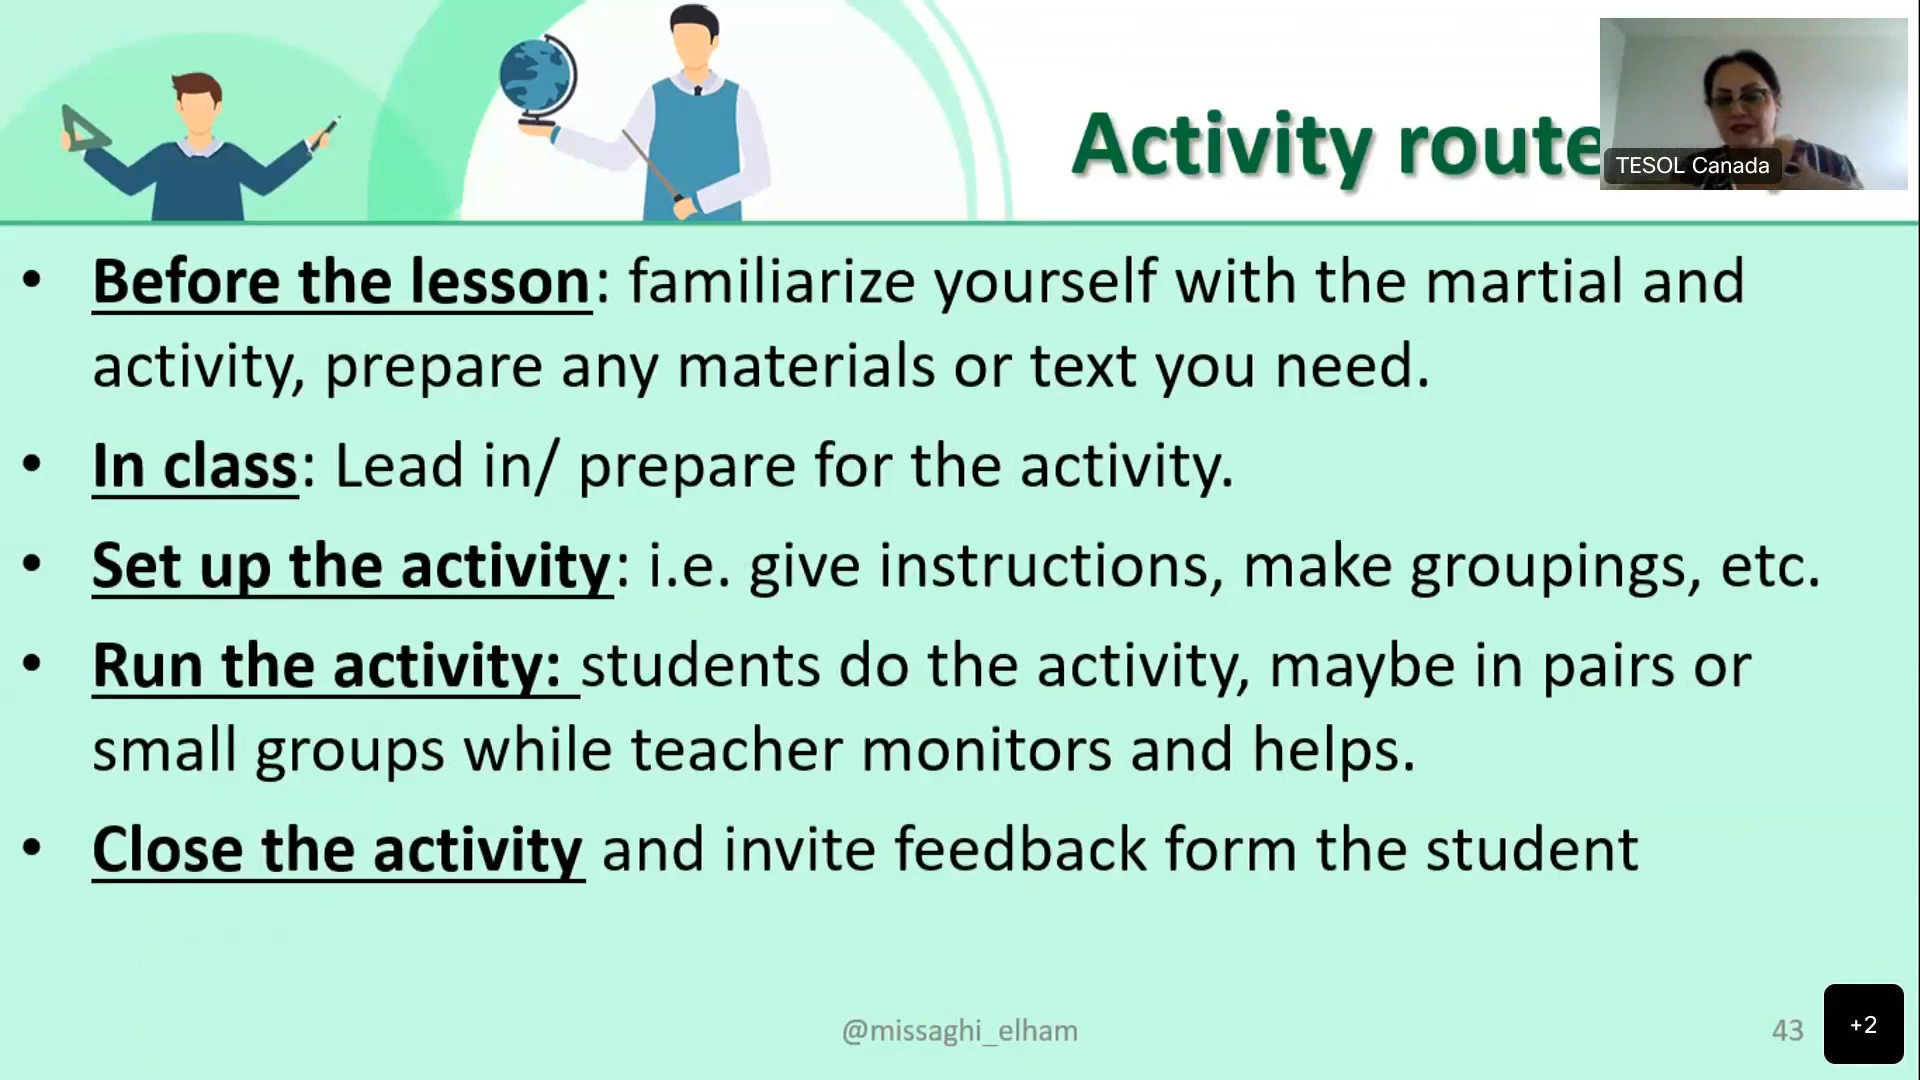 Activity route
TESOL Canada
• Before the lesson: familiarize yourself with the martial and
activity, prepare any materials or text you need.
• In class: Lead in/ prepare for the activity.
• Set up the activity: i.e. give instructions, make groupings, etc.
• Run the activity: students do the activity, maybe in pairs or
small groups while teacher monitors and helps.
• Close the activity and invite feedback form the student
@missaghi_elham
43
+2